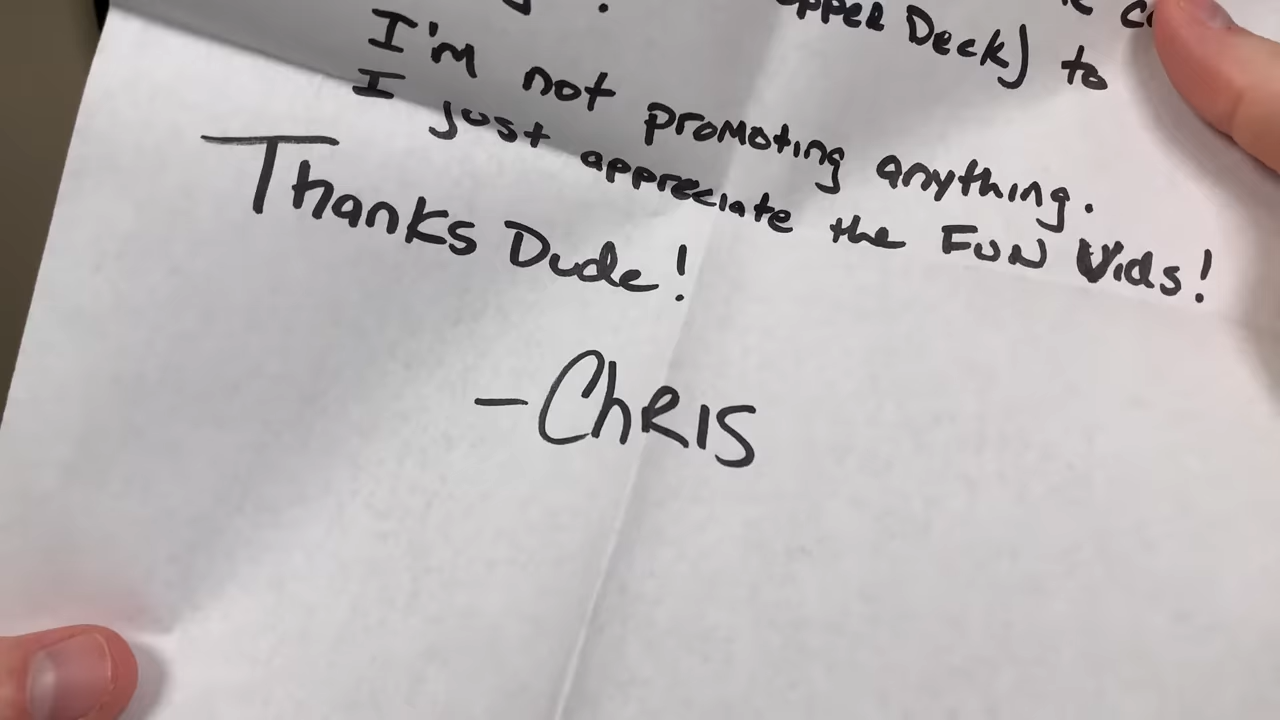 Deck) to
I'm not promoting anything.
I just appreciate the FUN Vids!
Thanks Dude!
-CHRIS